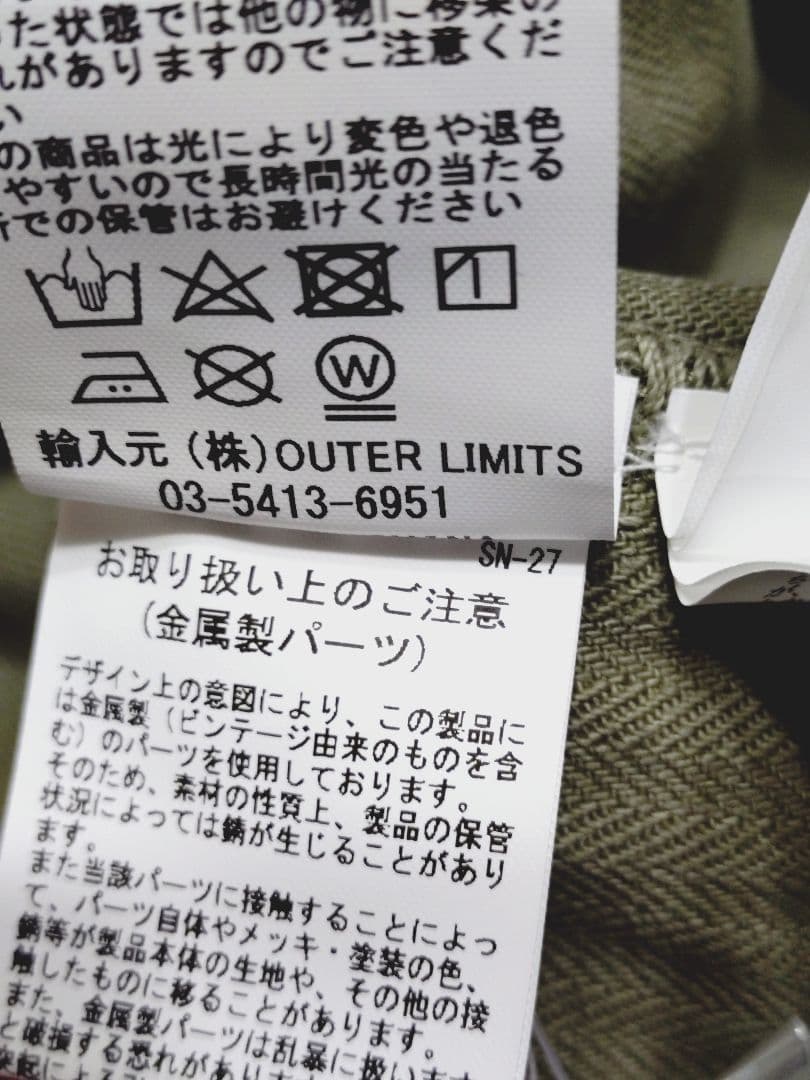 た状態では他の物に移染の
れがありますのでご注意くだ
い
の商品は光により変色や退色
やすいので長時間光の当たる
所での保管はお避けください
W
輸入元(株)OUTER LIMITS
03-5413-6951
SN-27
お取り扱い上のご注意
(金属製パーツ)
デザイン上の意図により、この製品に
は金属製(ビンテージ由来のものを含
む)のパーツを使用しております。
そのため、素材の性質上、製品の保管
状況によっては錆が生じることがあり
ます。
また当該パーツに接触することによっ
て、パーツ自体やメッキ・塗装の色、
錆等が製品本体の生地や、その他の接
触したものに移ることがあります。
また、金属製パーツは乱暴に扱います
と破損する恐れがありま